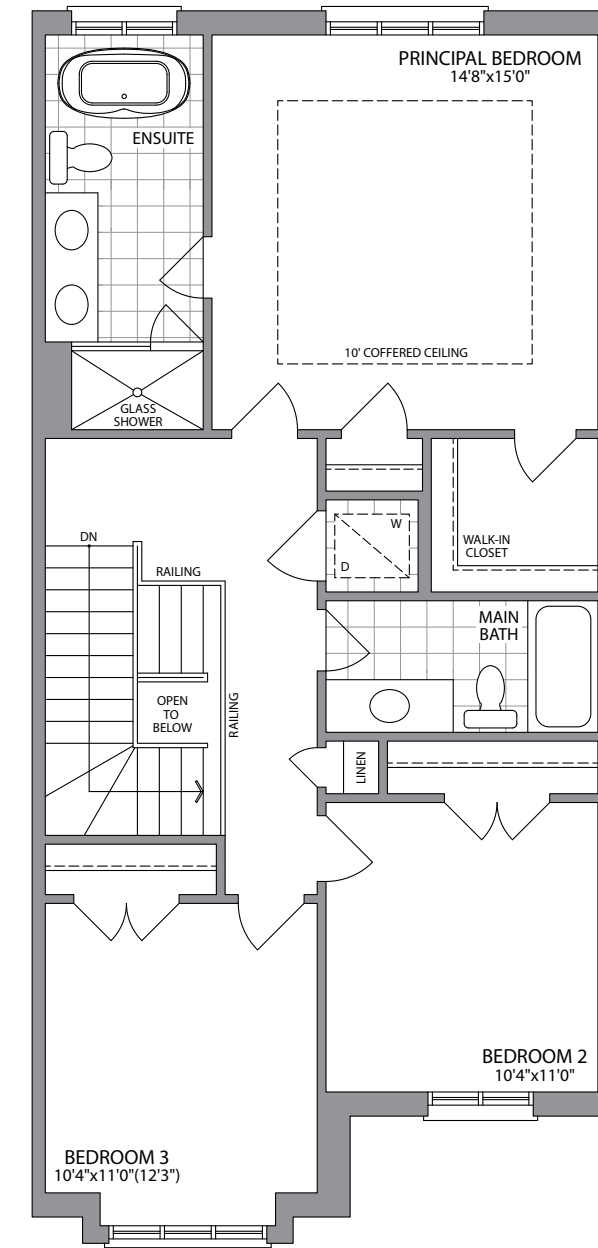 PRINCIPAL BEDROOM
14'8"x15'0"
ENSUITE
10' COFFERED CEILING
GLASS
SHOWER
W
D
DN
WALK-IN
CLOSET
RAILING
MAIN
BATH
OPEN
TO
BELOW
RAILING
LINEN
BEDROOM 2
10'4"x11'0"
BEDROOM 3
10'4"x11'0"(12'3")